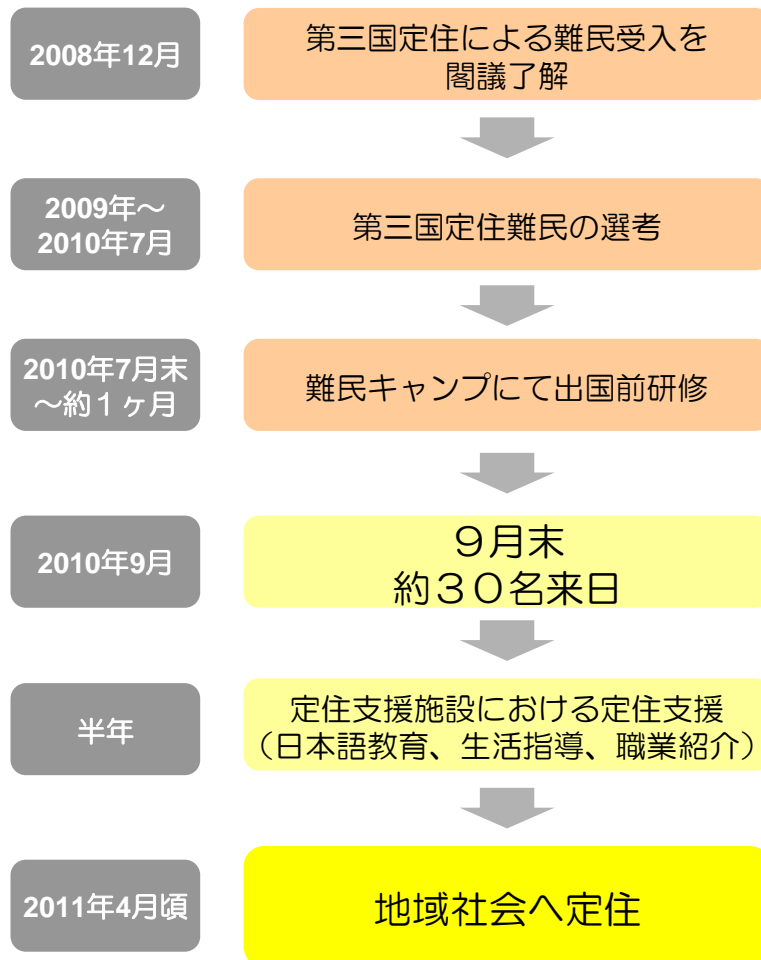 2008年12月
第三国定住による難民受入を
閣議了解
2009年～
2010年7月
第三国定住難民の選考
2010年7月末
～約１ヶ月
難民キャンプにて出国前研修
2010年9月
９月末
約３０名来日
半年
定住支援施設における定住支援
（日本語教育、生活指導、職業紹介）
2011年4月頃
地域社会へ定住